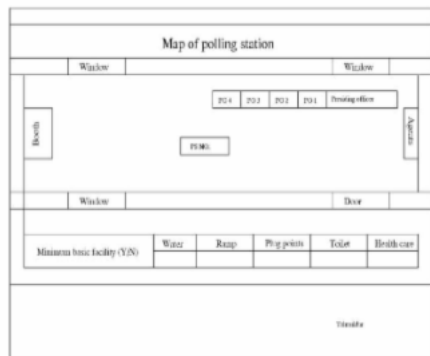 Map of polling station
Window Window
PO 4 PO 3 PO 2 PO 1 Presiding officer
Booth
Agents
Window Door
Minimum basic facility (Y/N) Water Ramp Plug points Toilet Health care